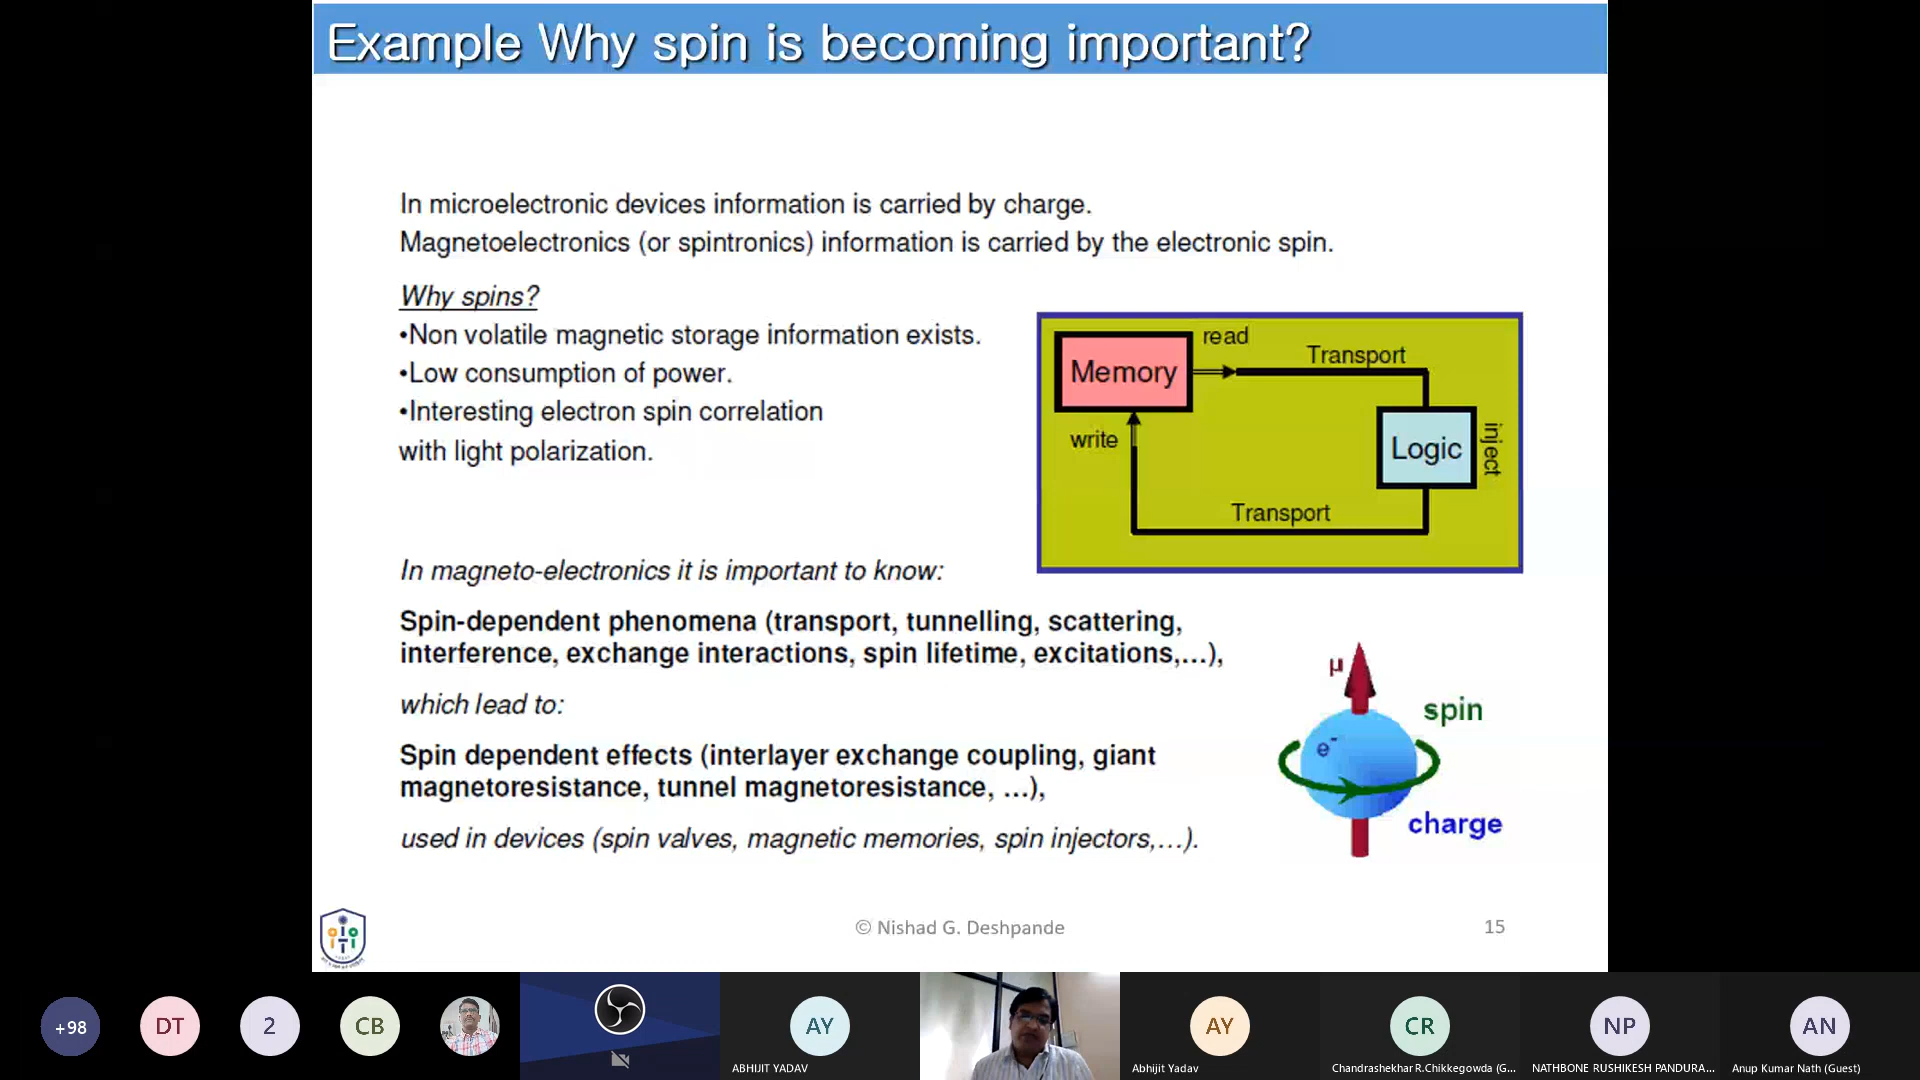 Example Why spin is becoming important?
In microelectronic devices information is carried by charge.
Magnetoelectronics (or spintronics) information is carried by the electronic spin.
Why spins?
•Non volatile magnetic storage information exists.
•Low consumption of power.
•Interesting electron spin correlation
with light polarization.
read
Memory
Transport
write
Logic
inject
Transport
In magneto-electronics it is important to know:
Spin-dependent phenomena (transport, tunnelling, scattering,
interference, exchange interactions, spin lifetime, excitations,...),
which lead to:
Spin dependent effects (interlayer exchange coupling, giant
magnetoresistance, tunnel magnetoresistance, ...),
used in devices (spin valves, magnetic memories, spin injectors,...).
μ
spin
e-
charge
© Nishad G. Deshpande
15
+98
DT
2
CB
AY
ABHIJIT YADAV
AY
Abhijit Yadav
CR
Chandrashekhar R.Chikkegowda (G...
NP
NATHBONE RUSHIKESH PANDURA...
AN
Anup Kumar Nath (Guest)